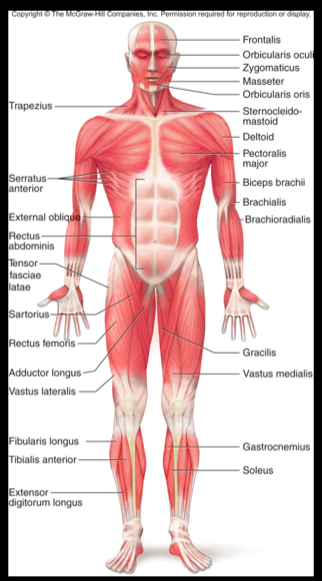 Copyright © The McGraw-Hill Companies, Inc. Permission required for reproduction or display.
Frontalis
Orbicularis oculi
Zygomaticus
Masseter
Orbicularis oris
Trapezius
Sternocleido-
mastoid
Deltoid
Pectoralis
major
Serratus
anterior
Biceps brachii
Brachialis
External oblique
Brachioradialis
Rectus
abdominis
Tensor
fasciae
latae
Sartorius
Rectus femoris
Gracilis
Adductor longus
Vastus medialis
Vastus lateralis
Fibularis longus
Gastrocnemius
Tibialis anterior
Soleus
Extensor
digitorum longus